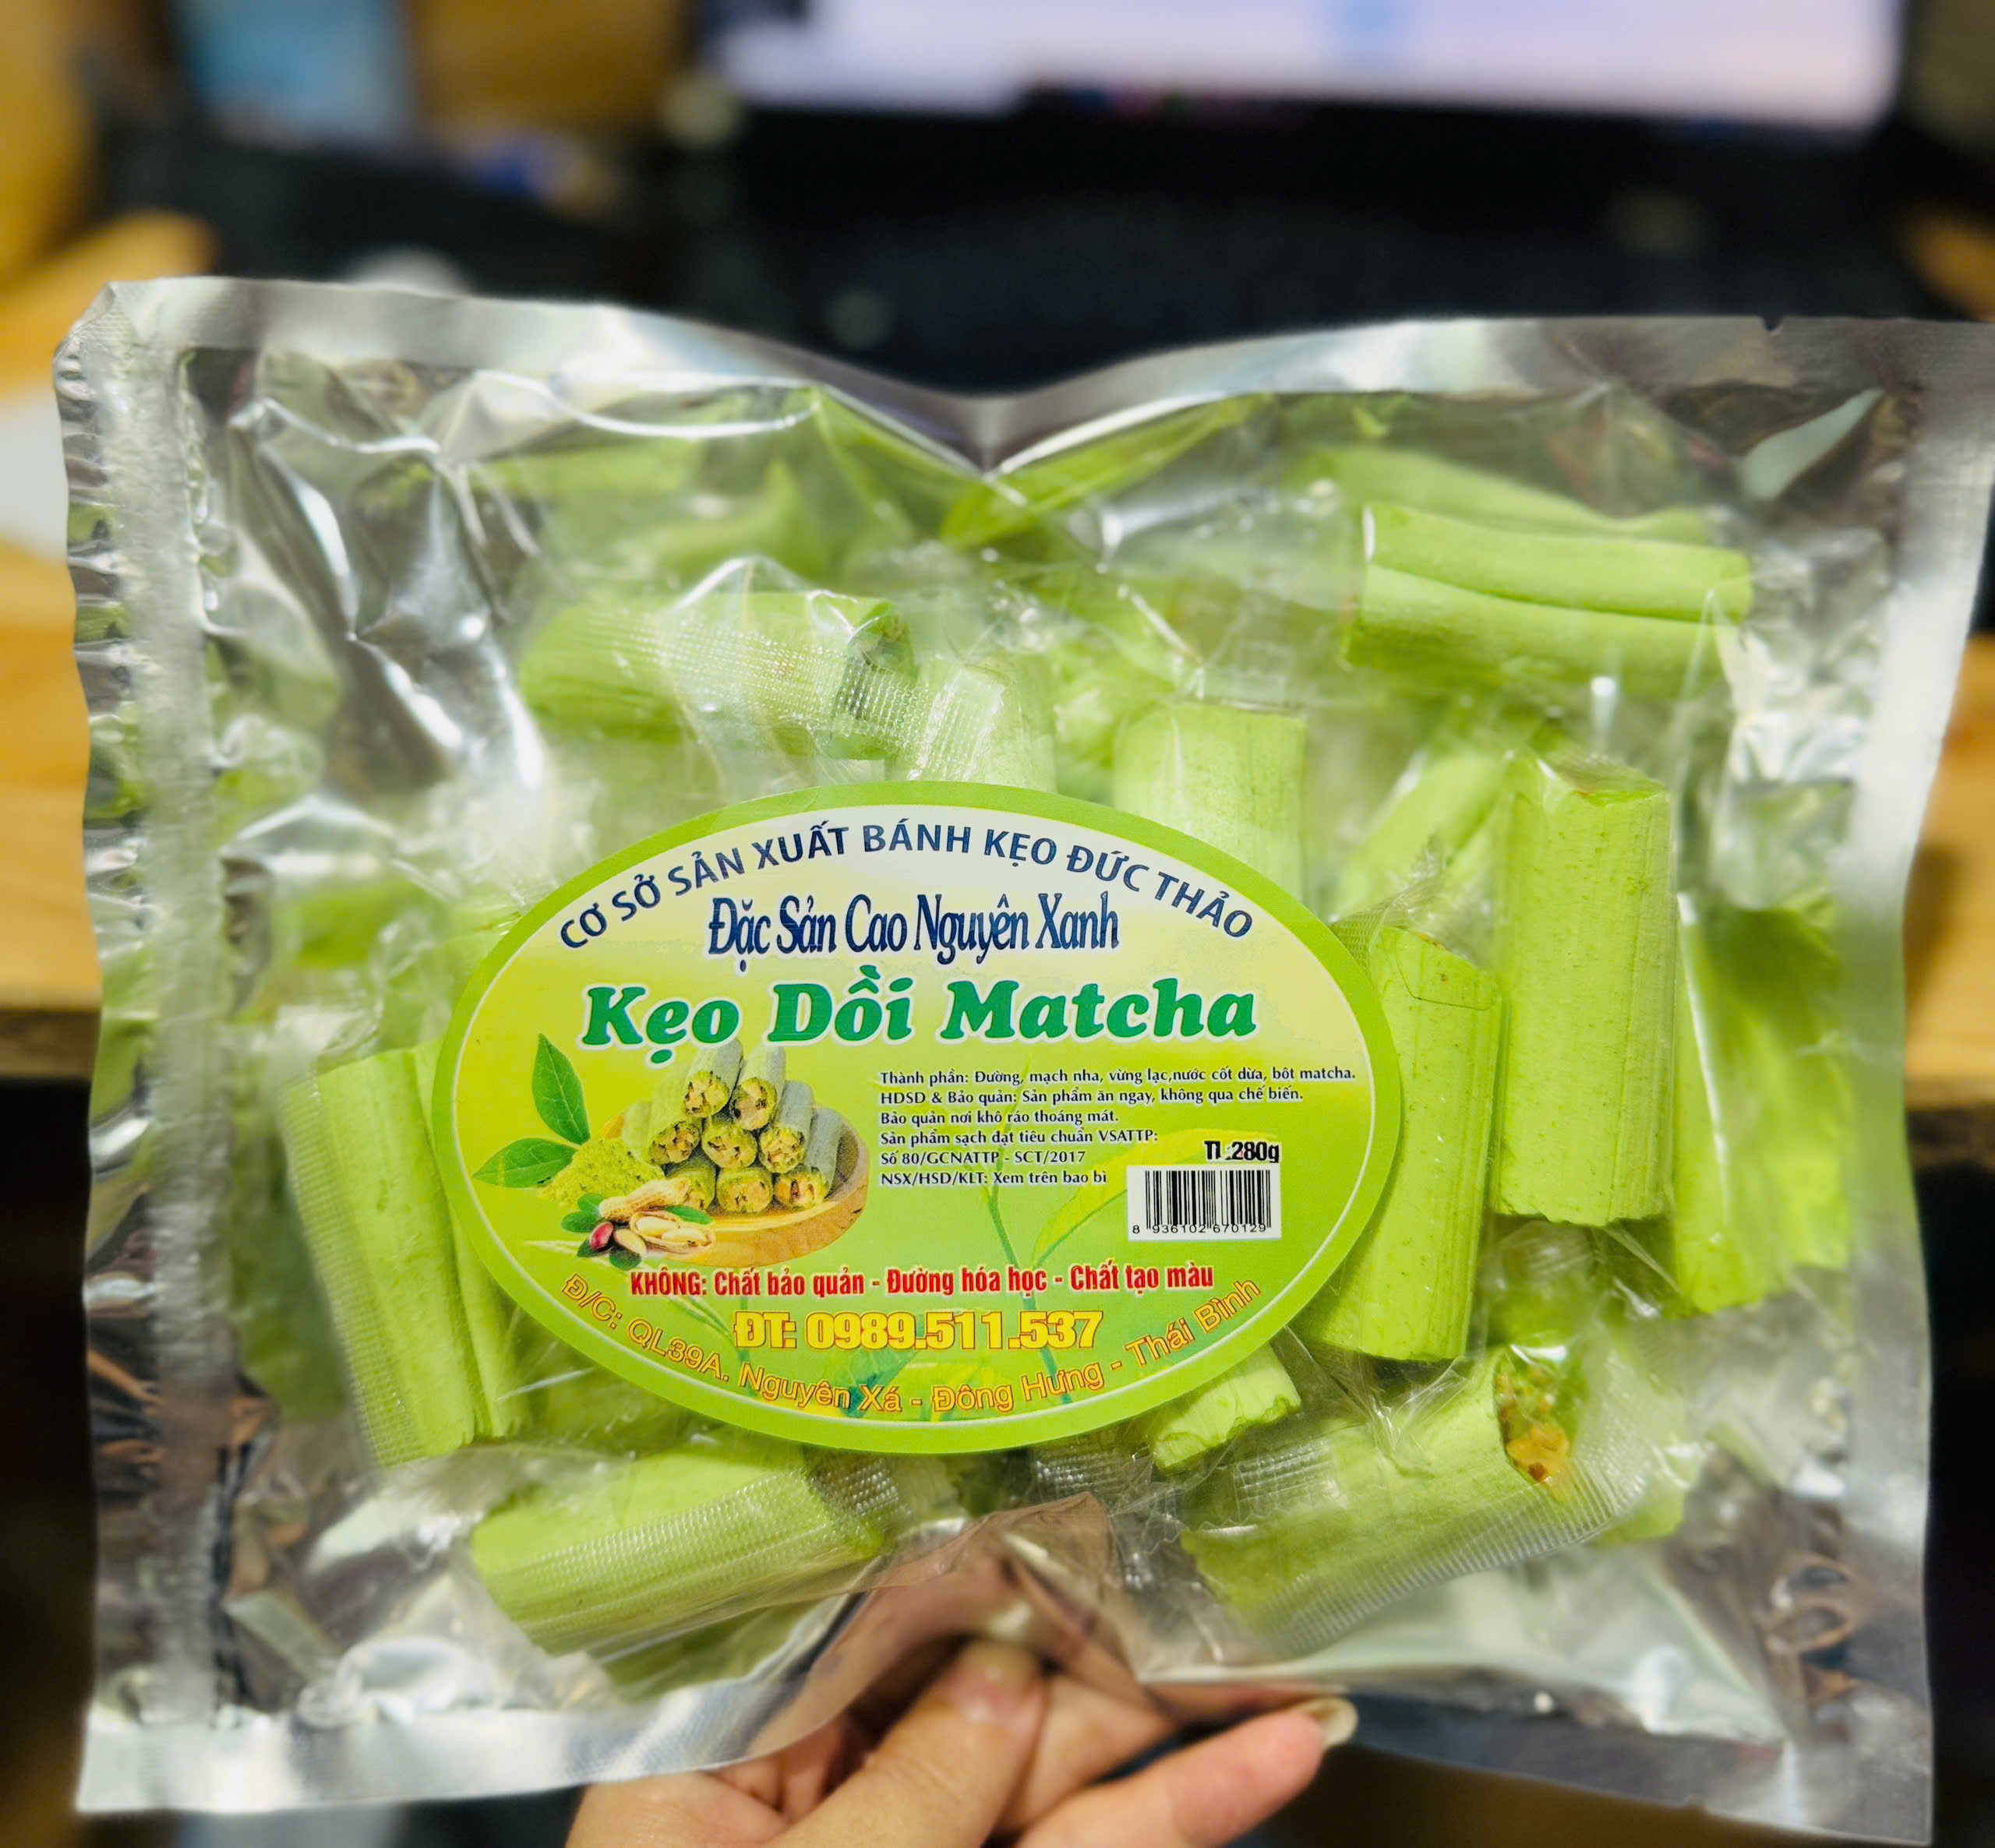 CƠ SỞ SẢN XUẤT BÁNH KẸO ĐỨC THẢO
Đặc Sản Cao Nguyên Xanh
Kẹo Dồi Matcha
Thành phần: Đường, mạch nha, vừng lạc,nước cốt dừa, bôt matcha.
HDSD & Bảo quản: Sản phẩm ăn ngay, không qua chế biến.
Bảo quản nơi khô ráo thoáng mát.
Sản phẩm sạch đạt tiêu chuẩn VSATTP:
Số 80/GCNATTP - SCT/2017
NSX/HSD/KLT: Xem trên bao bì
TL:280g
8 936102 670129
KHÔNG: Chất bảo quản - Đường hóa học - Chất tạo màu
ĐT: 0989.511.537
Đ/C: QL39A. Nguyên Xá - Đông Hưng - Thái Bình